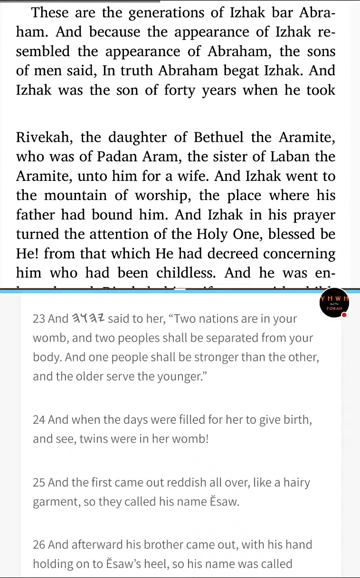 These are the generations of Izhak bar Abra-
ham. And because the appearance of Izhak re-
sembled the appearance of Abraham, the sons
of men said, In truth Abraham begat Izhak. And
Izhak was the son of forty years when he took
Rivekah, the daughter of Bethuel the Aramite,
who was of Padan Aram, the sister of Laban the
Aramite, unto him for a wife. And Izhak went to
the mountain of worship, the place where his
father had bound him. And Izhak in his prayer
turned the attention of the Holy One, blessed be
He! from that which He had decreed concerning
him who had been childless. And he was en-
YHWH
TORAH
23 And 𐤉𐤄𐤅𐤄 said to her, “Two nations are in your
womb, and two peoples shall be separated from your
body. And one people shall be stronger than the other,
and the older serve the younger.”
24 And when the days were filled for her to give birth,
and see, twins were in her womb!
25 And the first came out reddish all over, like a hairy
garment, so they called his name Ĕsaw.
26 And afterward his brother came out, with his hand
holding on to Ĕsaw’s heel, so his name was called